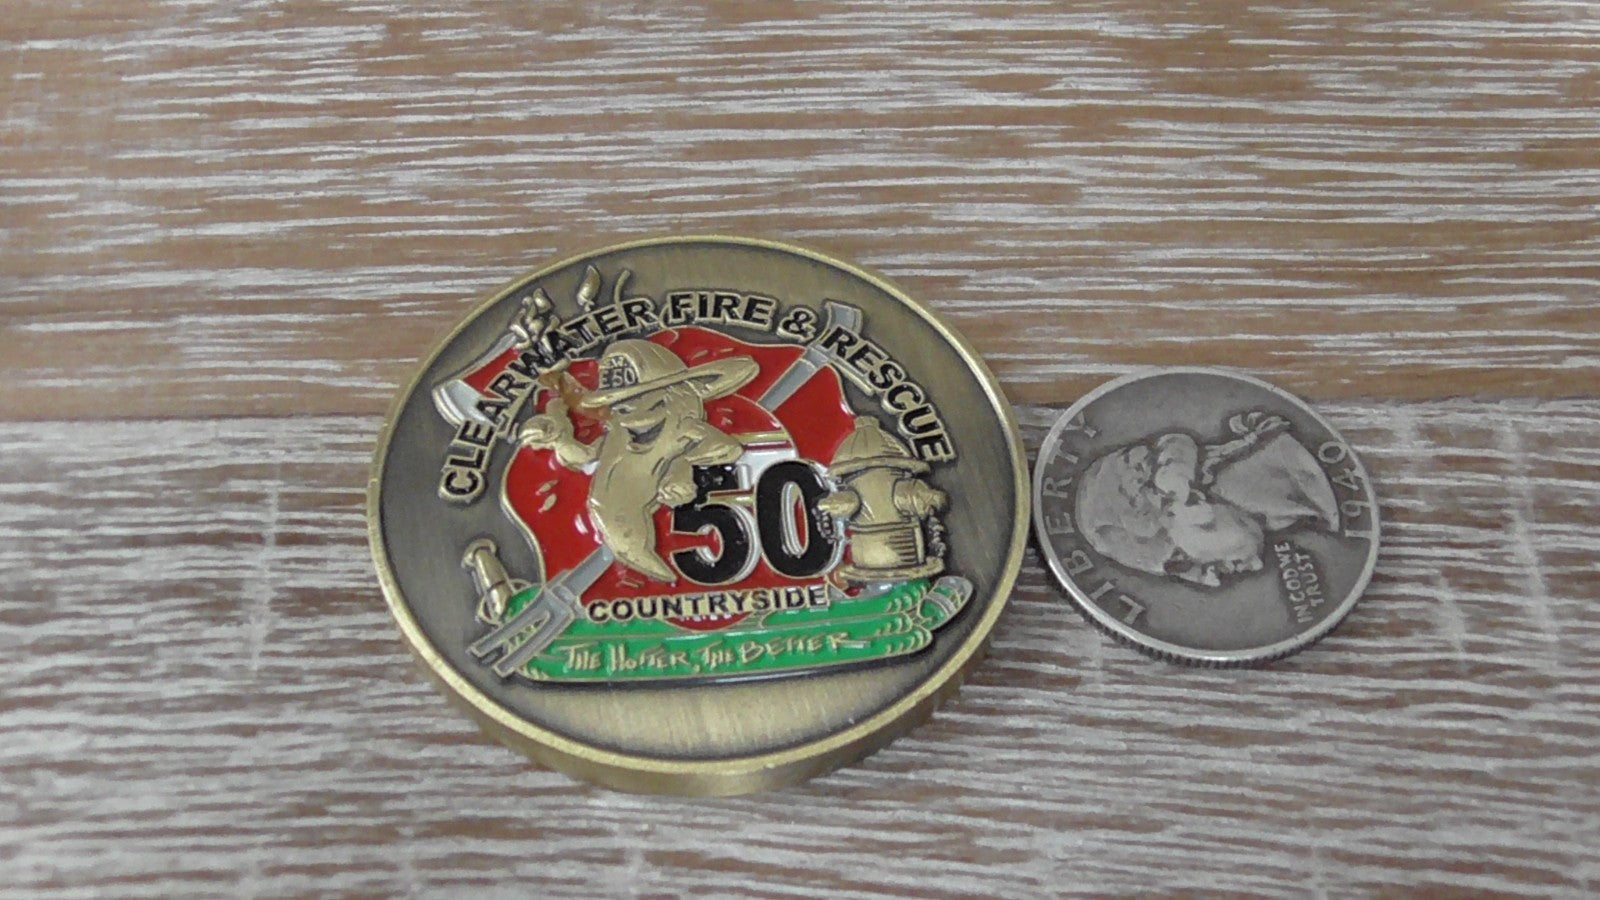 CLEARWATER FIRE & RESCUE
E-50
50
COUNTRYSIDE
THE HOTTER, THE BETTER
LIBERTY
IN GOD WE
TRUST
1940